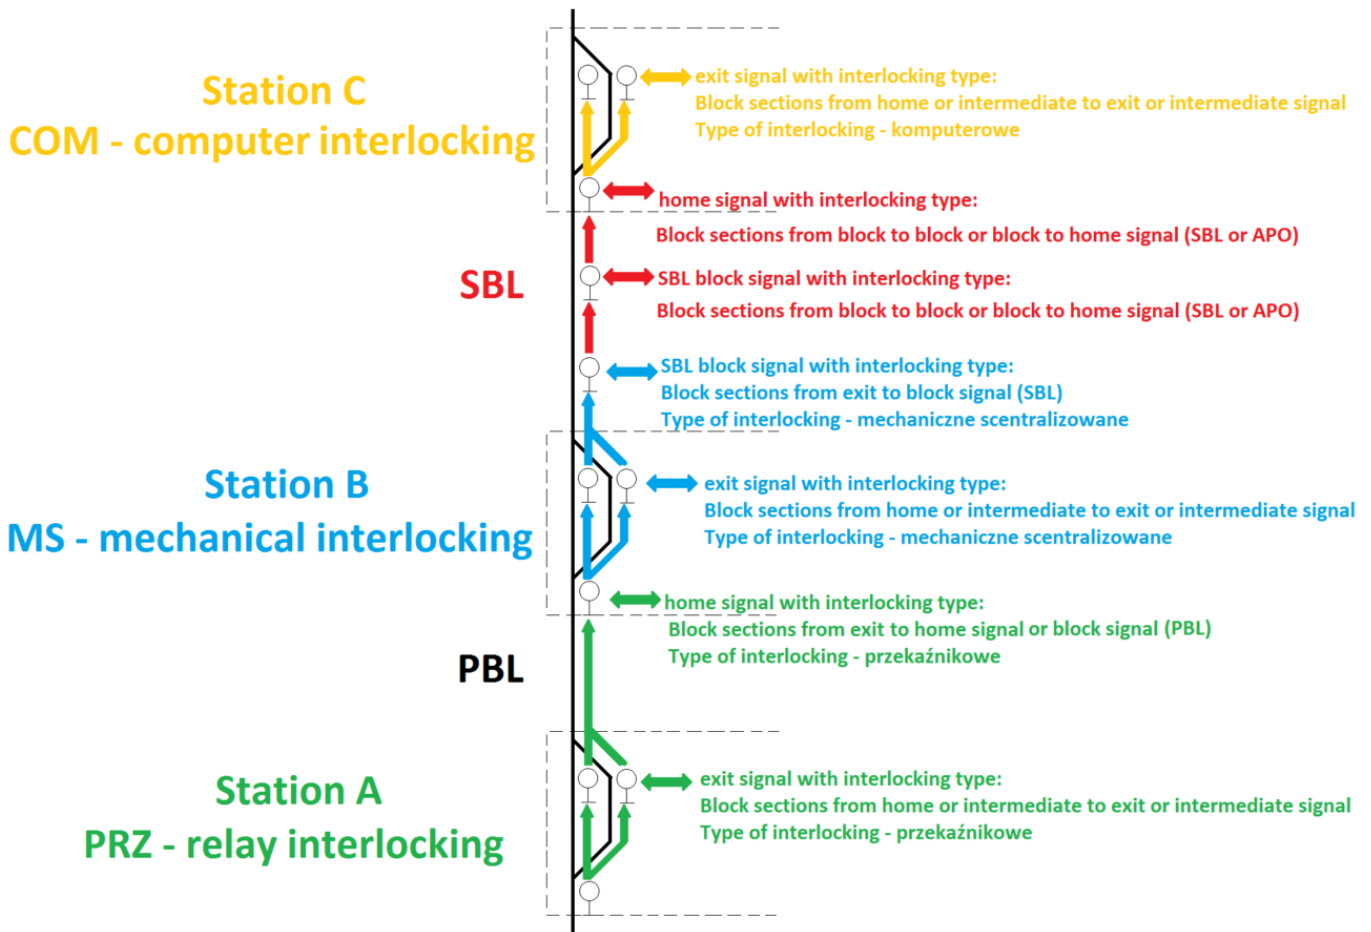 Station C
COM - computer interlocking
exit signal with interlocking type:
Block sections from home or intermediate to exit or intermediate signal
Type of interlocking - komputerowe
home signal with interlocking type:
Block sections from block to block or block to home signal (SBL or APO)
SBL
SBL block signal with interlocking type:
Block sections from block to block or block to home signal (SBL or APO)
SBL block signal with interlocking type:
Block sections from exit to block signal (SBL)
Type of interlocking - mechaniczne scentralizowane
Station B
MS - mechanical interlocking
exit signal with interlocking type:
Block sections from home or intermediate to exit or intermediate signal
Type of interlocking - mechaniczne scentralizowane
home signal with interlocking type:
Block sections from exit to home signal or block signal (PBL)
Type of interlocking - przekaźnikowe
PBL
Station A
PRZ - relay interlocking
exit signal with interlocking type:
Block sections from home or intermediate to exit or intermediate signal
Type of interlocking - przekaźnikowe